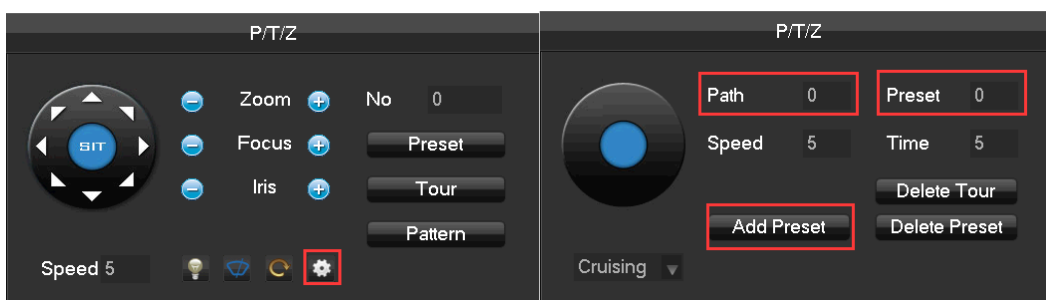 P/T/Z
Zoom No 0
Focus Preset
SIT
Iris Tour
Pattern
Speed 5
P/T/Z
Path 0 Preset 0
Speed 5 Time 5
Delete Tour
Add Preset Delete Preset
Cruising